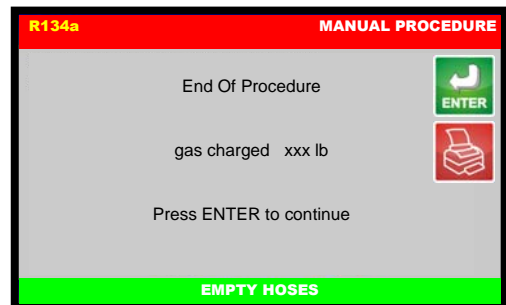 R134a MANUAL PROCEDURE
End Of Procedure
ENTER
gas charged xxx lb
Press ENTER to continue
EMPTY HOSES